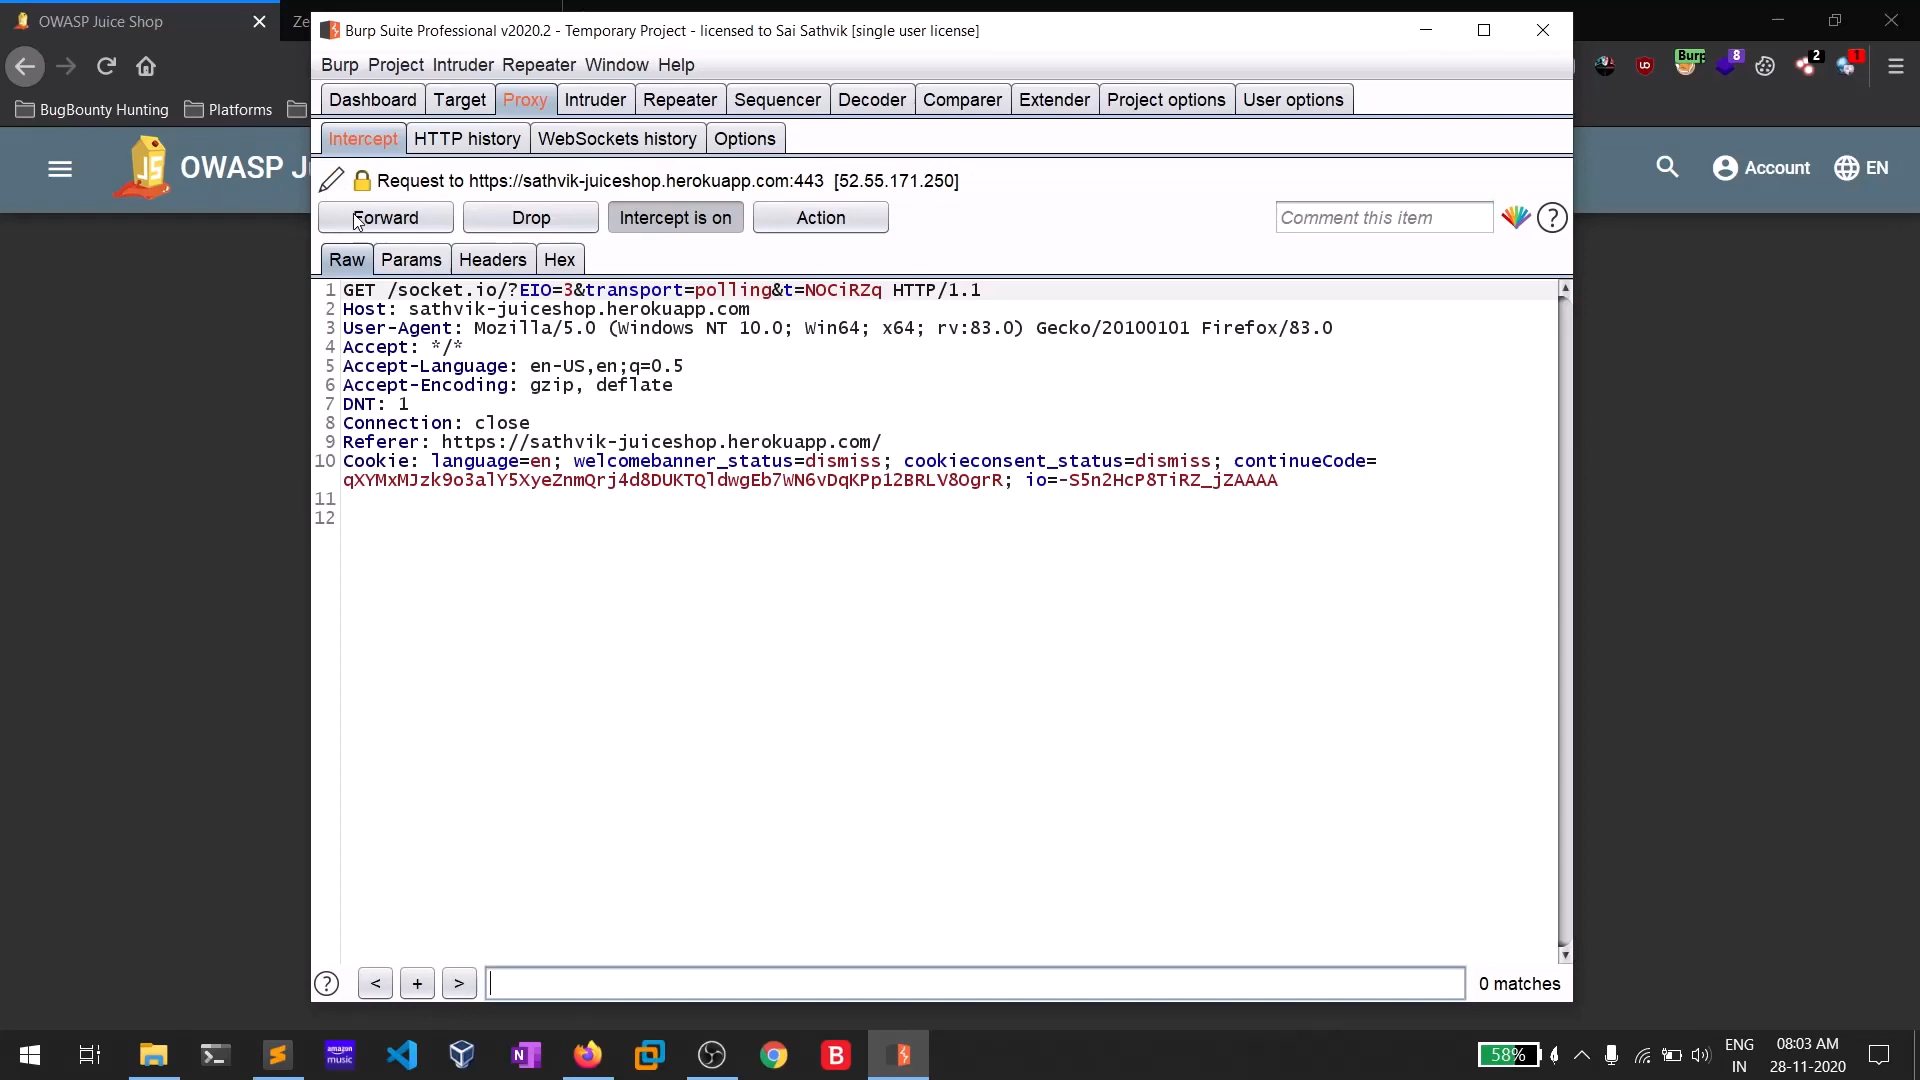 OWASP Juice Shop
Ze
Burp Suite Professional v2020.2 - Temporary Project - licensed to Sai Sathvik [single user license]
Burp Project Intruder Repeater Window Help
Burp 8 2 1
BugBounty Hunting Platforms
Dashboard Target Proxy Intruder Repeater Sequencer Decoder Comparer Extender Project options User options
Intercept HTTP history WebSockets history Options
JS OWASP J
Account EN
Request to https://sathvik-juiceshop.herokuapp.com:443 [52.55.171.250]
Forward Drop Intercept is on Action Comment this item ?
Raw Params Headers Hex
1 GET /socket.io/?EIO=3&transport=polling&t=NOCiRZq HTTP/1.1
2 Host: sathvik-juiceshop.herokuapp.com
3 User-Agent: Mozilla/5.0 (Windows NT 10.0; Win64; x64; rv:83.0) Gecko/20100101 Firefox/83.0
4 Accept: */*
5 Accept-Language: en-US,en;q=0.5
6 Accept-Encoding: gzip, deflate
7 DNT: 1
8 Connection: close
9 Referer: https://sathvik-juiceshop.herokuapp.com/
10 Cookie: language=en; welcomebanner_status=dismiss; cookieconsent_status=dismiss; continueCode=
qXYMxMJzk9o3alY5XyeZnmQrj4d8DUKTQldwgEb7WN6vDqKPp12BRLV8OgrR; io=-S5n2HcP8TiRZ_jZAAAA
11
12
? < + > 0 matches
amazon music
N
B
58%
ENG
IN
08:03 AM
28-11-2020